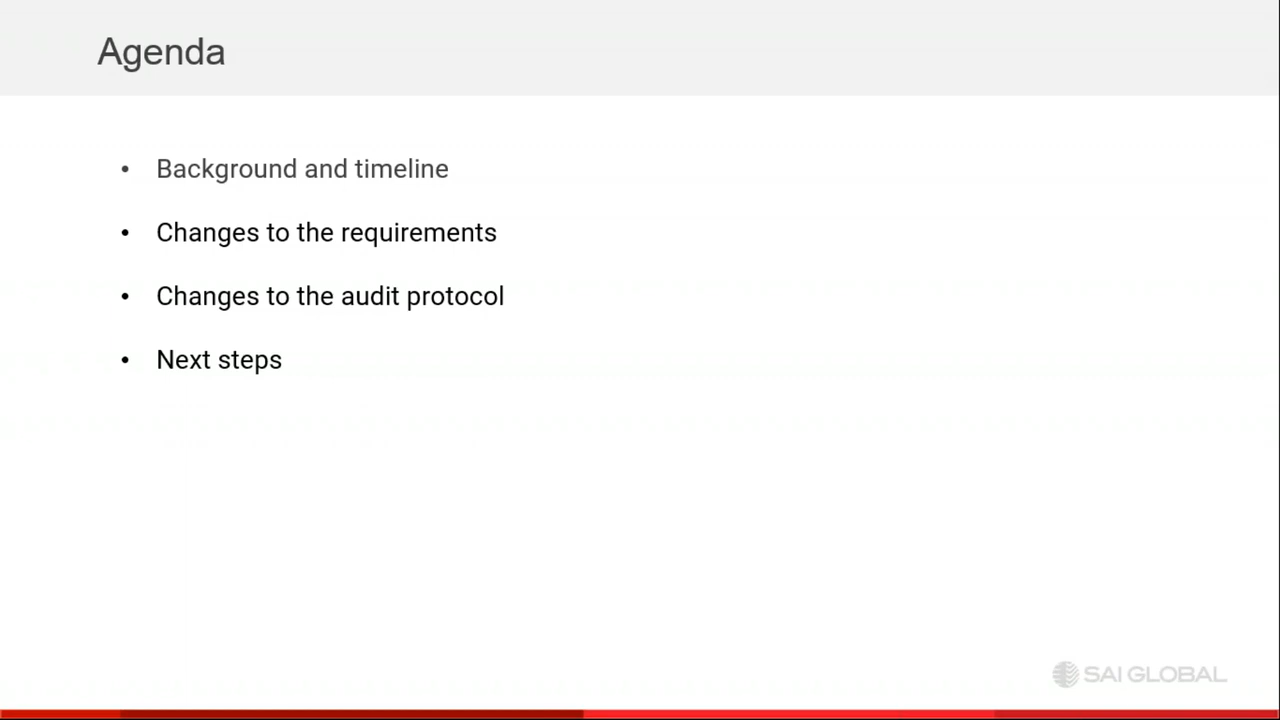 Agenda
• Background and timeline
• Changes to the requirements
• Changes to the audit protocol
• Next steps
SAI GLOBAL